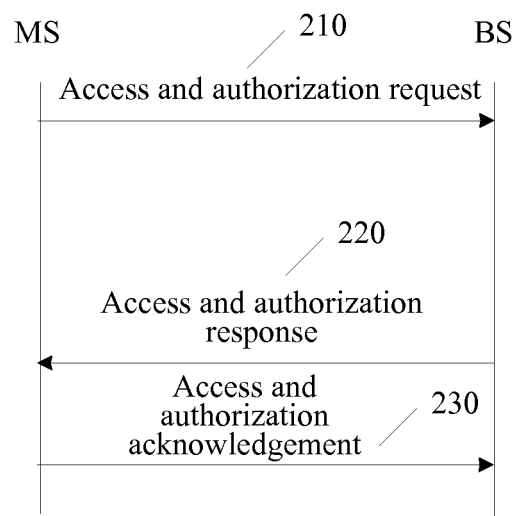 MS
BS
210
Access and authorization request
220
Access and authorization
response
Access and
authorization
acknowledgement
230